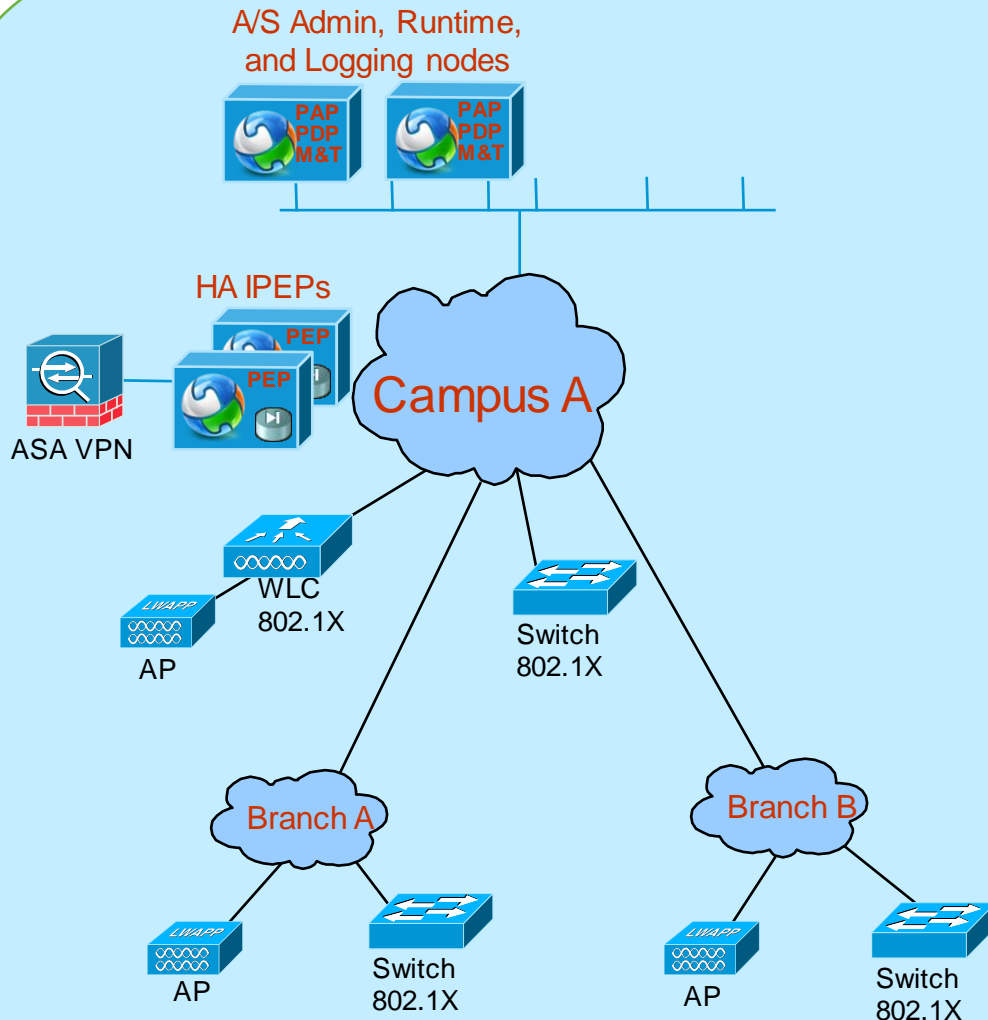 A/S Admin, Runtime,
and Logging nodes
PAP
PDP
M&T
PAP
PDP
M&T
HA IPEPs
PEP
PEP
ASA VPN
Campus A
WLC
802.1X
LWAPP
AP
Switch
802.1X
Branch A
Branch B
LWAPP
AP
Switch
802.1X
LWAPP
AP
Switch
802.1X